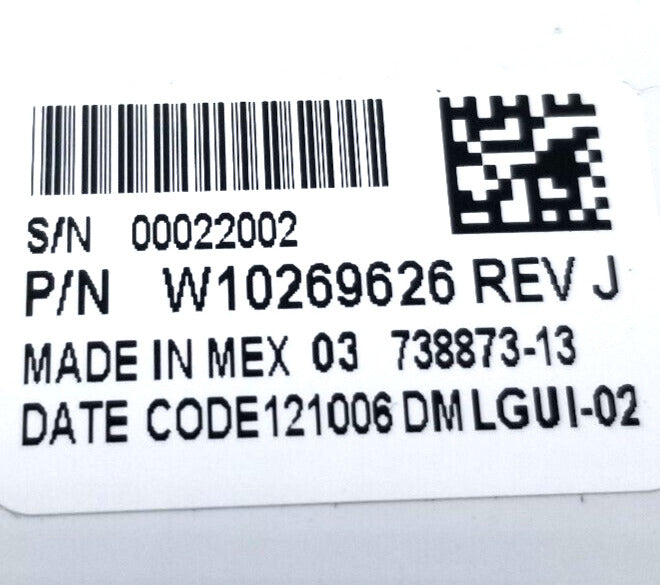 S/N 00022002
P/N W10269626 REV J
MADE IN MEX 03 738873-13
DATE CODE121006 DM LGUI-02